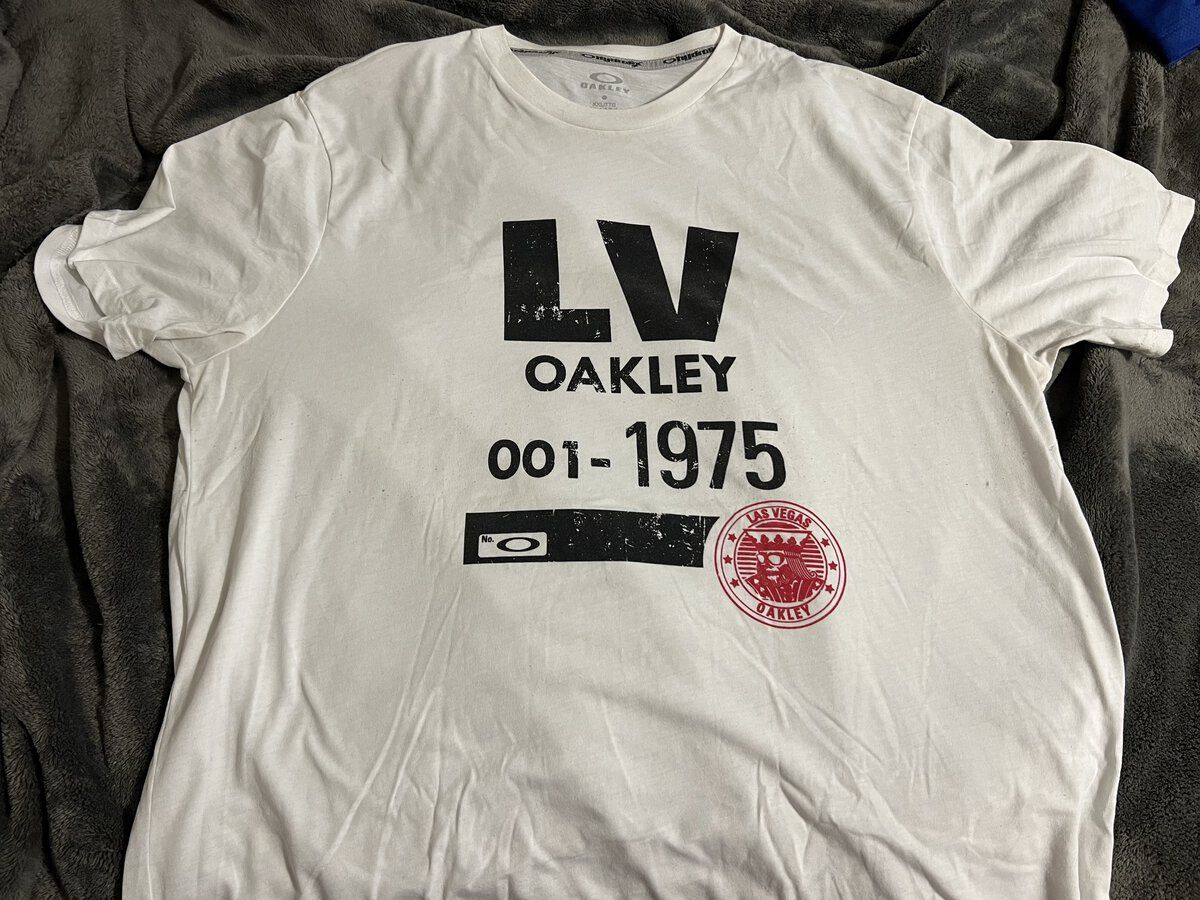 OAKLEY
LV
OAKLEY
001-1975
No.
LAS VEGAS
OAKLEY